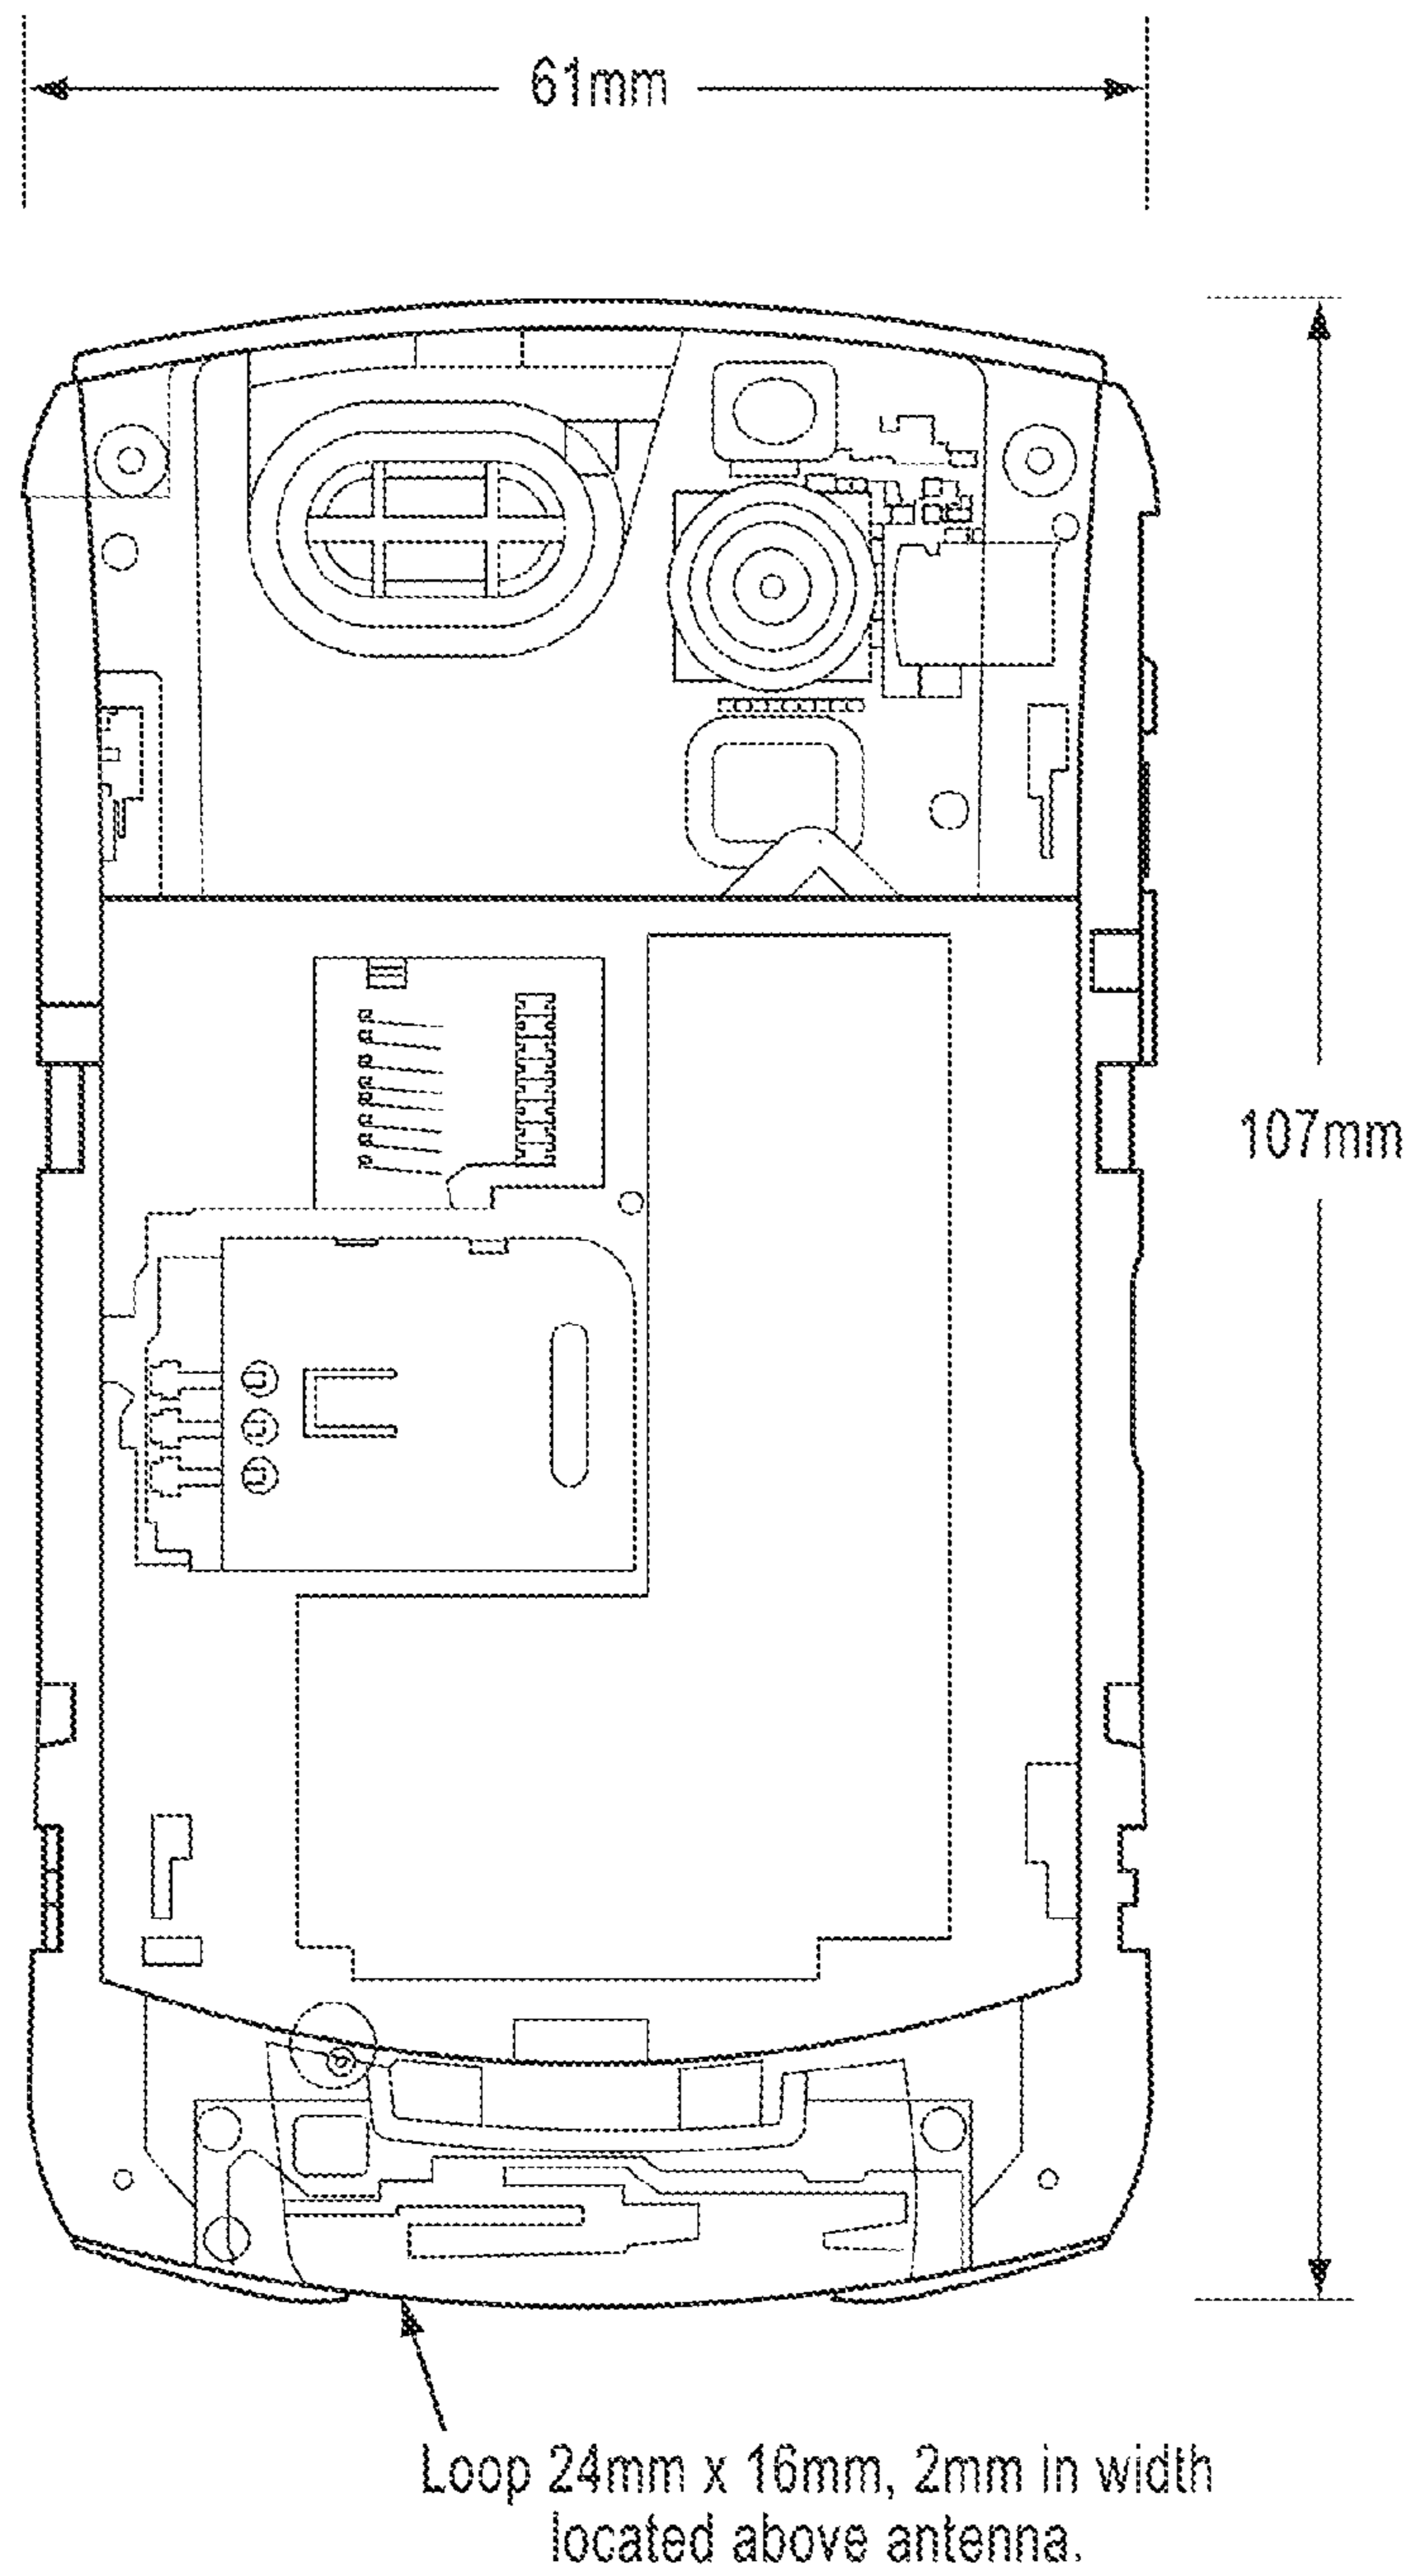 61mm
107mm
Loop 24mm x 16mm, 2mm in width
located above antenna.